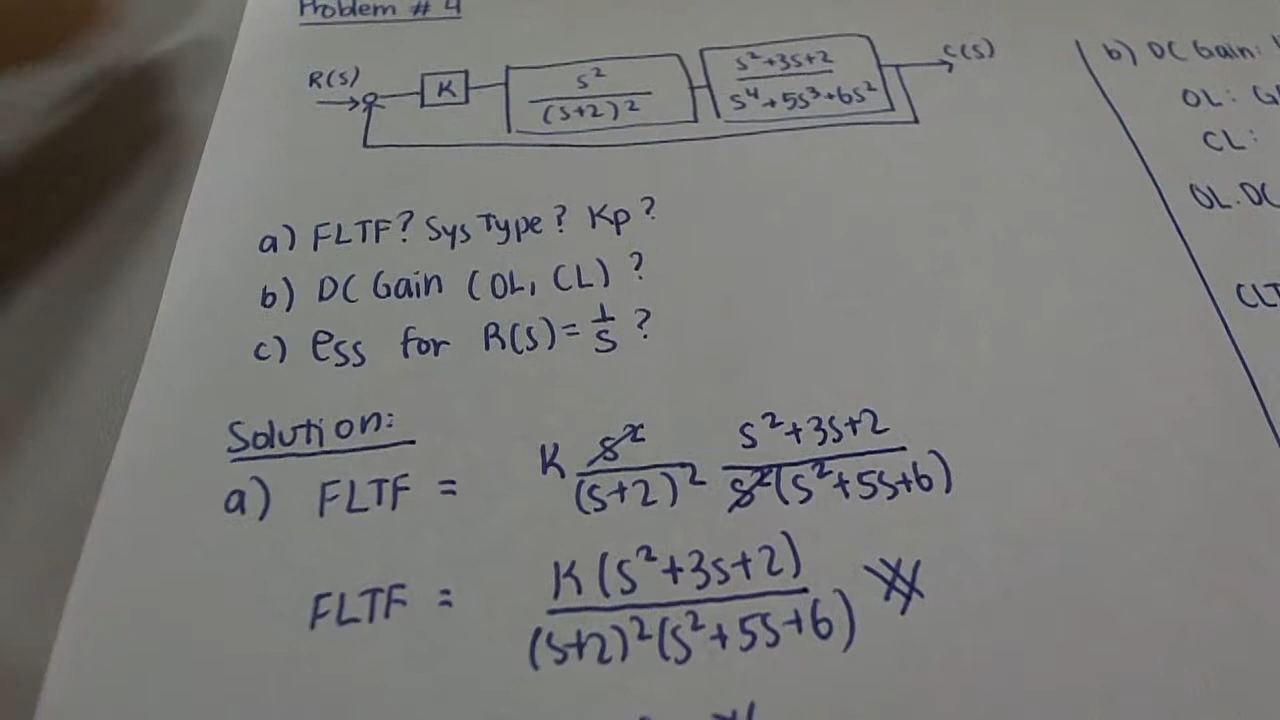 Problem # 4
R(s)
K
s²
(s+2)²
s²+3s+2
s⁴+5s³+6s²
C(s)
a) FLTF? Sys Type? Kp?
b) DC Gain (OL, CL)?
c) ess for R(s)=1/s?
Solution:
a) FLTF = K s²/(s+2)² s²+3s+2/s²(s²+5s+6)
FLTF = K(s²+3s+2)/(s+2)²(s²+5s+6)
b) DC Gain:
OL:
CL:
OL.DC